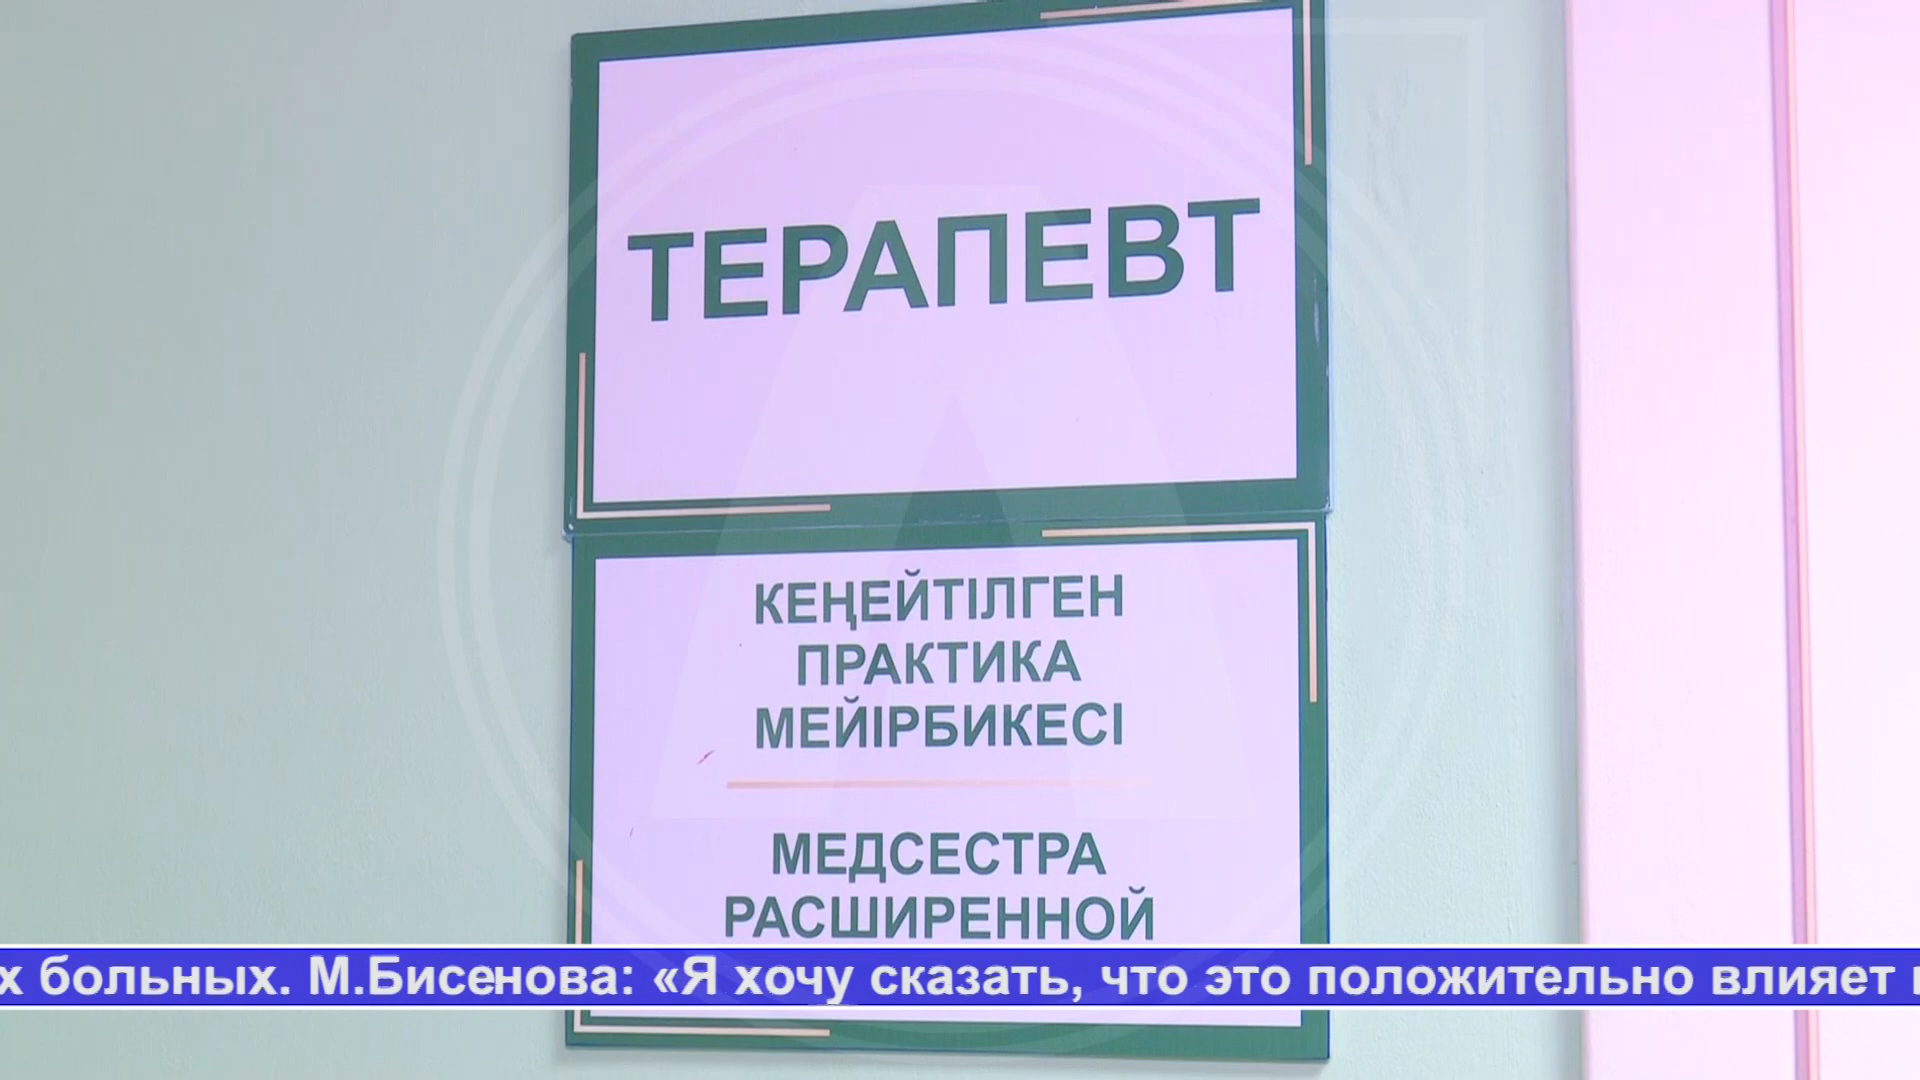 ТЕРАПЕВТ
КЕҢЕЙТІЛГЕН
ПРАКТИКА
МЕЙІРБИКЕСІ
МЕДСЕСТРА
РАСШИРЕННОЙ
х больных. М.Бисенова: «Я хочу сказать, что это положительно влияет